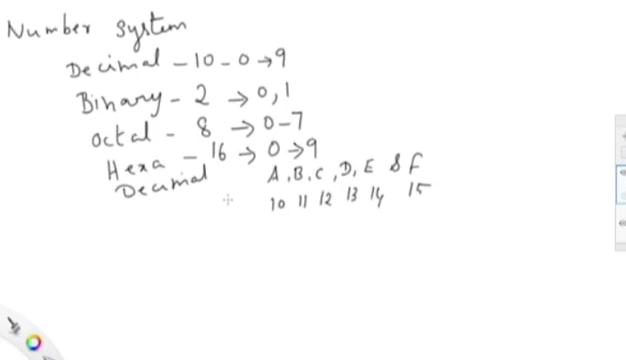 Number System
Decimal - 10 - 0 → 9
Binary - 2 → 0, 1
Octal - 8 → 0-7
Hexa - 16 → 0 → 9
Decimal A, B, C, D, E & F
10 11 12 13 14 15